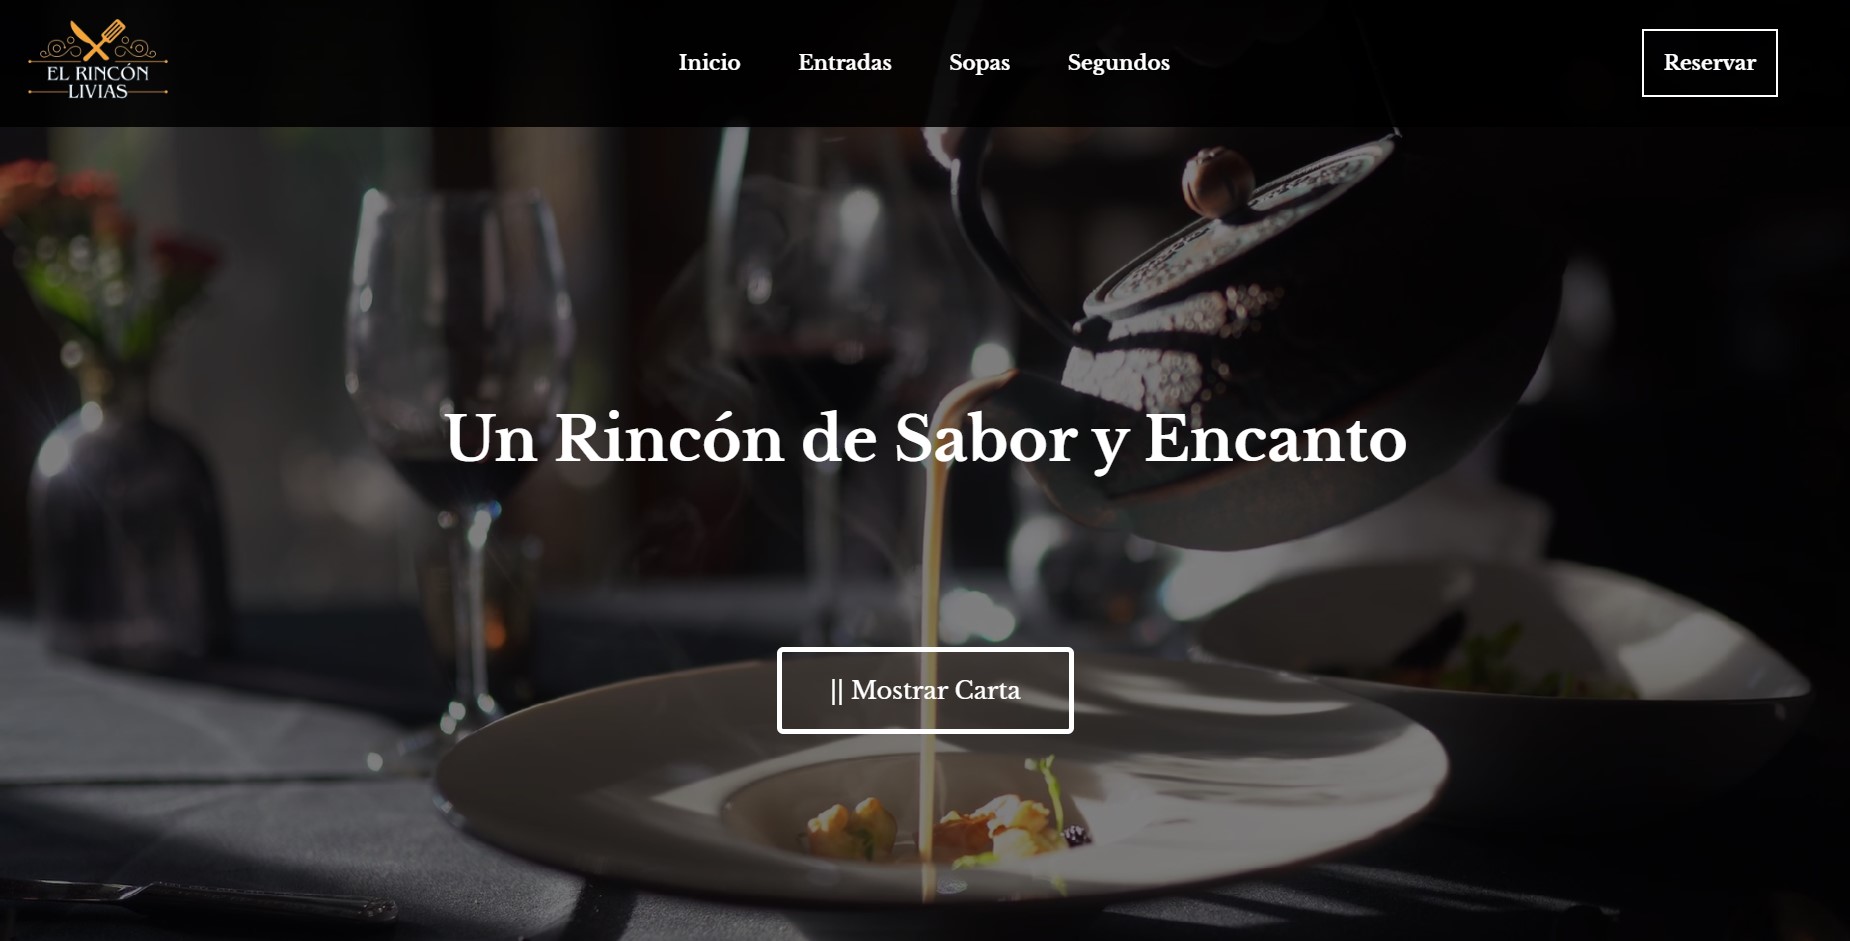 EL RINCÓN
LIVIAS
Inicio
Entradas
Sopas
Segundos
Reservar
Un Rincón de Sabor y Encanto
|| Mostrar Carta